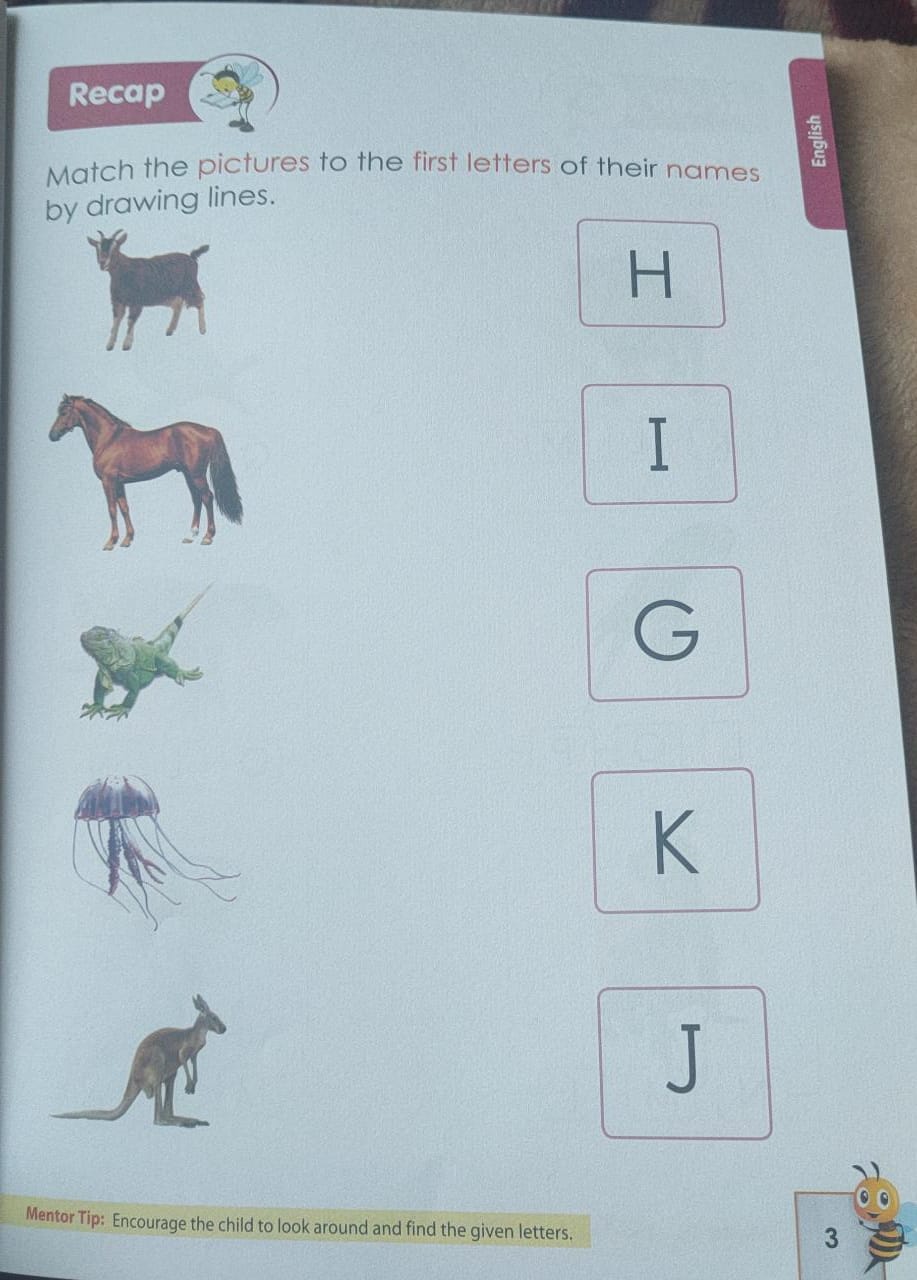 Recap
English
Match the pictures to the first letters of their names
by drawing lines.
H
I
G
K
J
Mentor Tip: Encourage the child to look around and find the given letters.
3